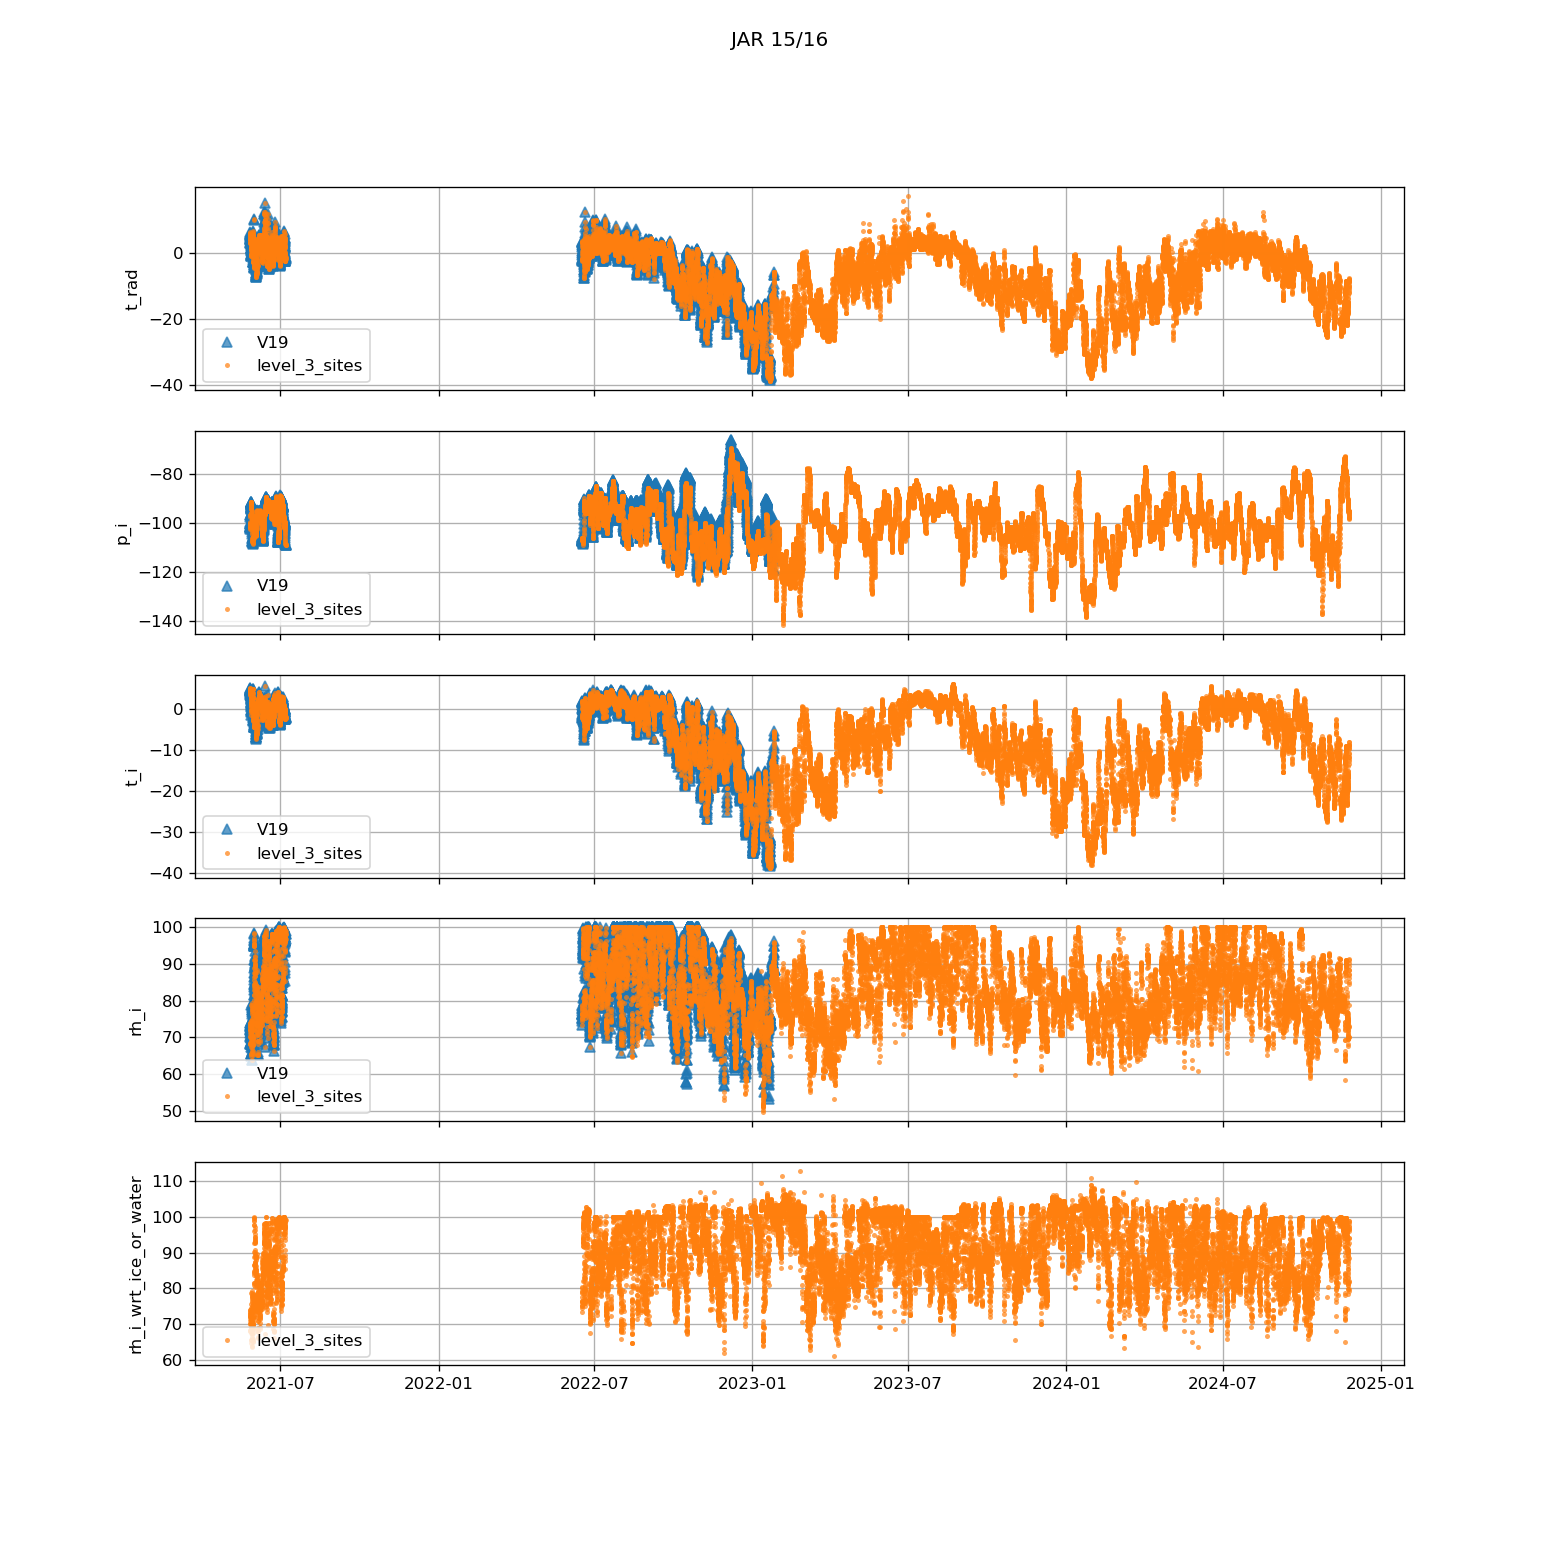 JAR 15/16
0
−20
−40
t_rad
V19
level_3_sites
−80
−100
−120
−140
p_i
V19
level_3_sites
0
−10
−20
−30
−40
t_i
V19
level_3_sites
100
90
80
70
60
50
rh_i
V19
level_3_sites
110
100
90
80
70
60
rh_i_wrt_ice_or_water
level_3_sites
2021-07 2022-01 2022-07 2023-01 2023-07 2024-01 2024-07 2025-01